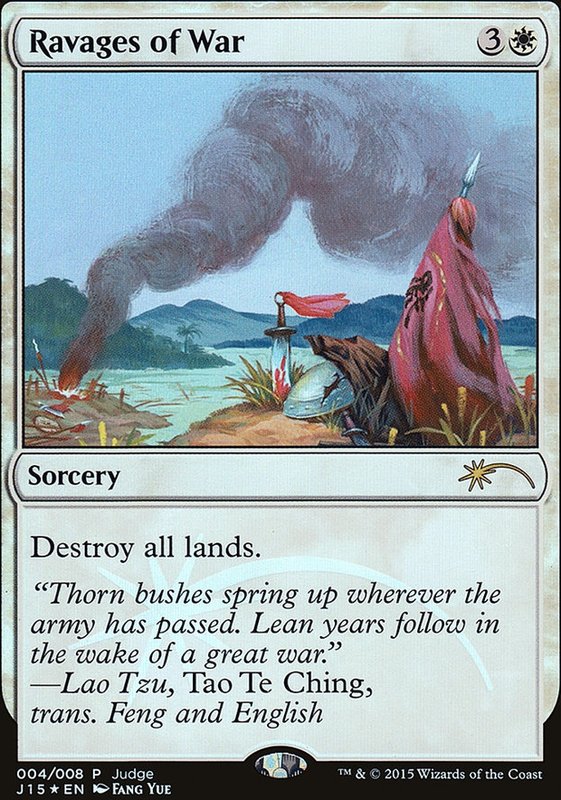 Ravages of War 3
Sorcery
Destroy all lands.
“Thorn bushes spring up wherever the
army has passed. Lean years follow in
the wake of a great war.”
—Lao Tzu, Tao Te Ching,
trans. Feng and English
004/008 P Judge
J15★EN Fang Yue ™ & © 2015 Wizards of the Coast